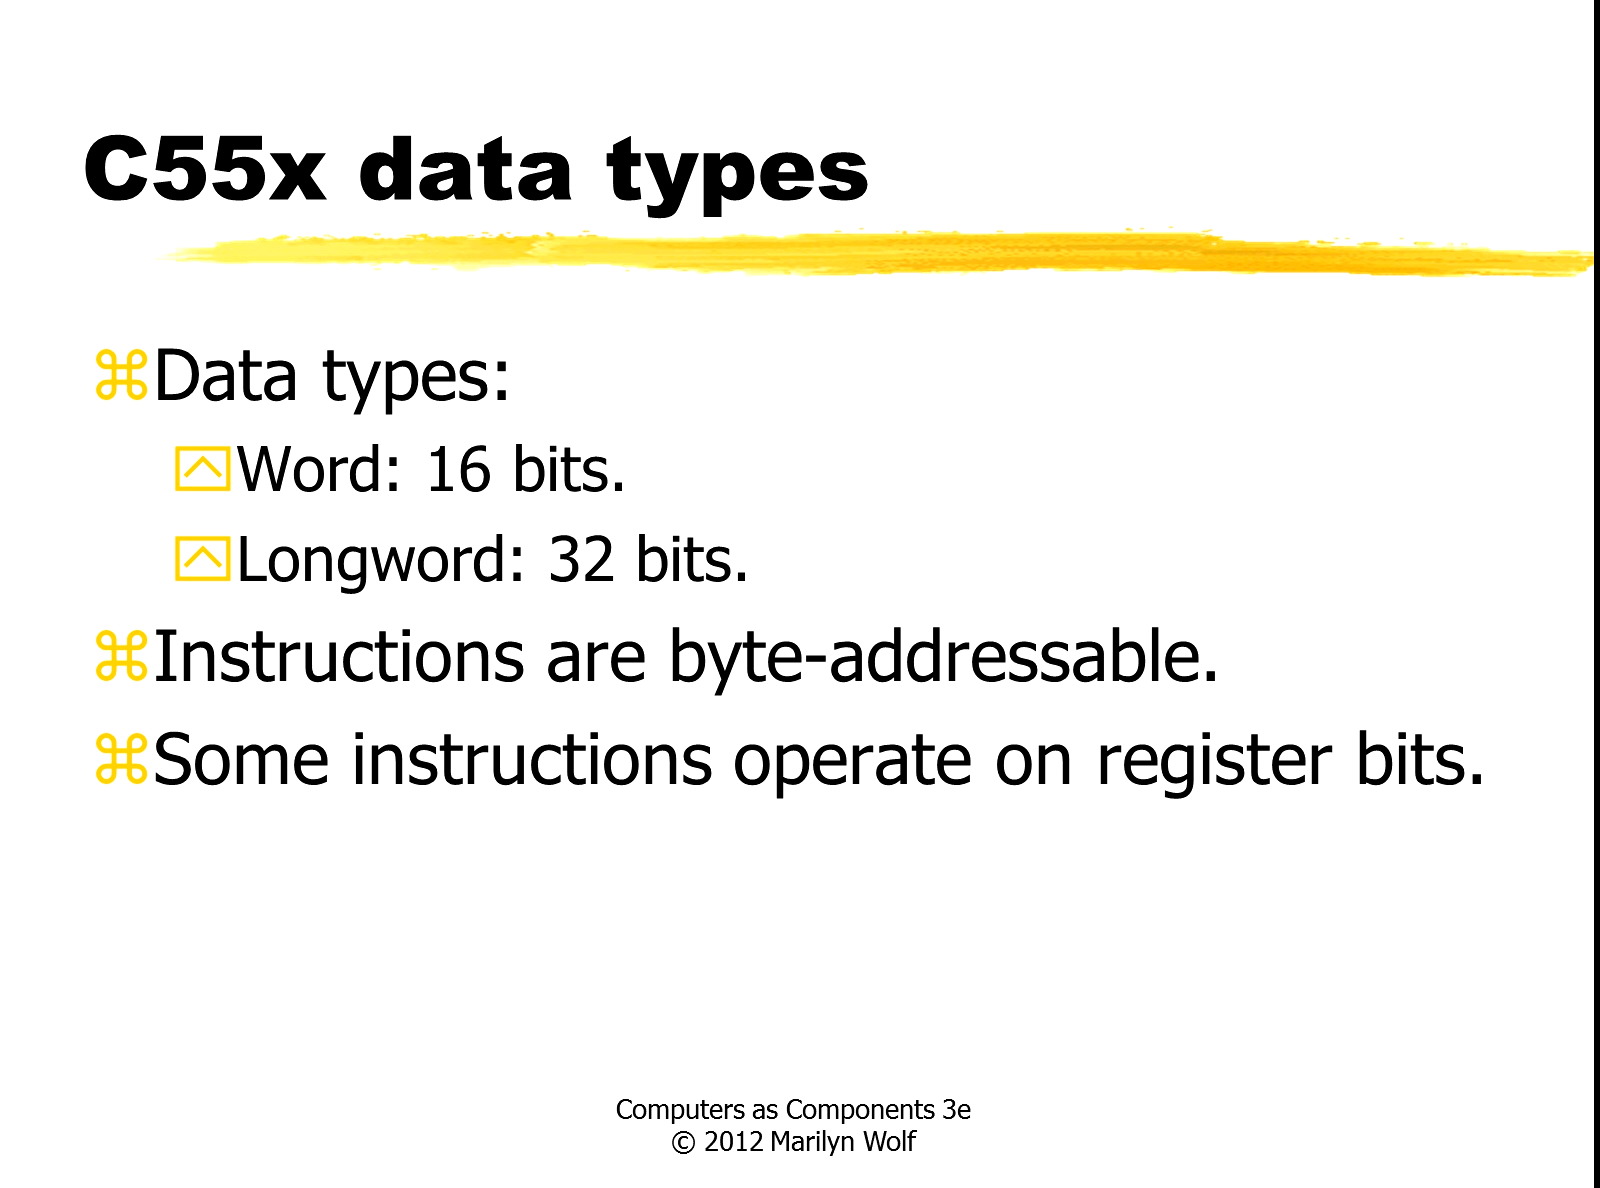 C55x data types
⌘Data types:
Word: 16 bits.
Longword: 32 bits.
⌘Instructions are byte-addressable.
⌘Some instructions operate on register bits.
Computers as Components 3e
© 2012 Marilyn Wolf